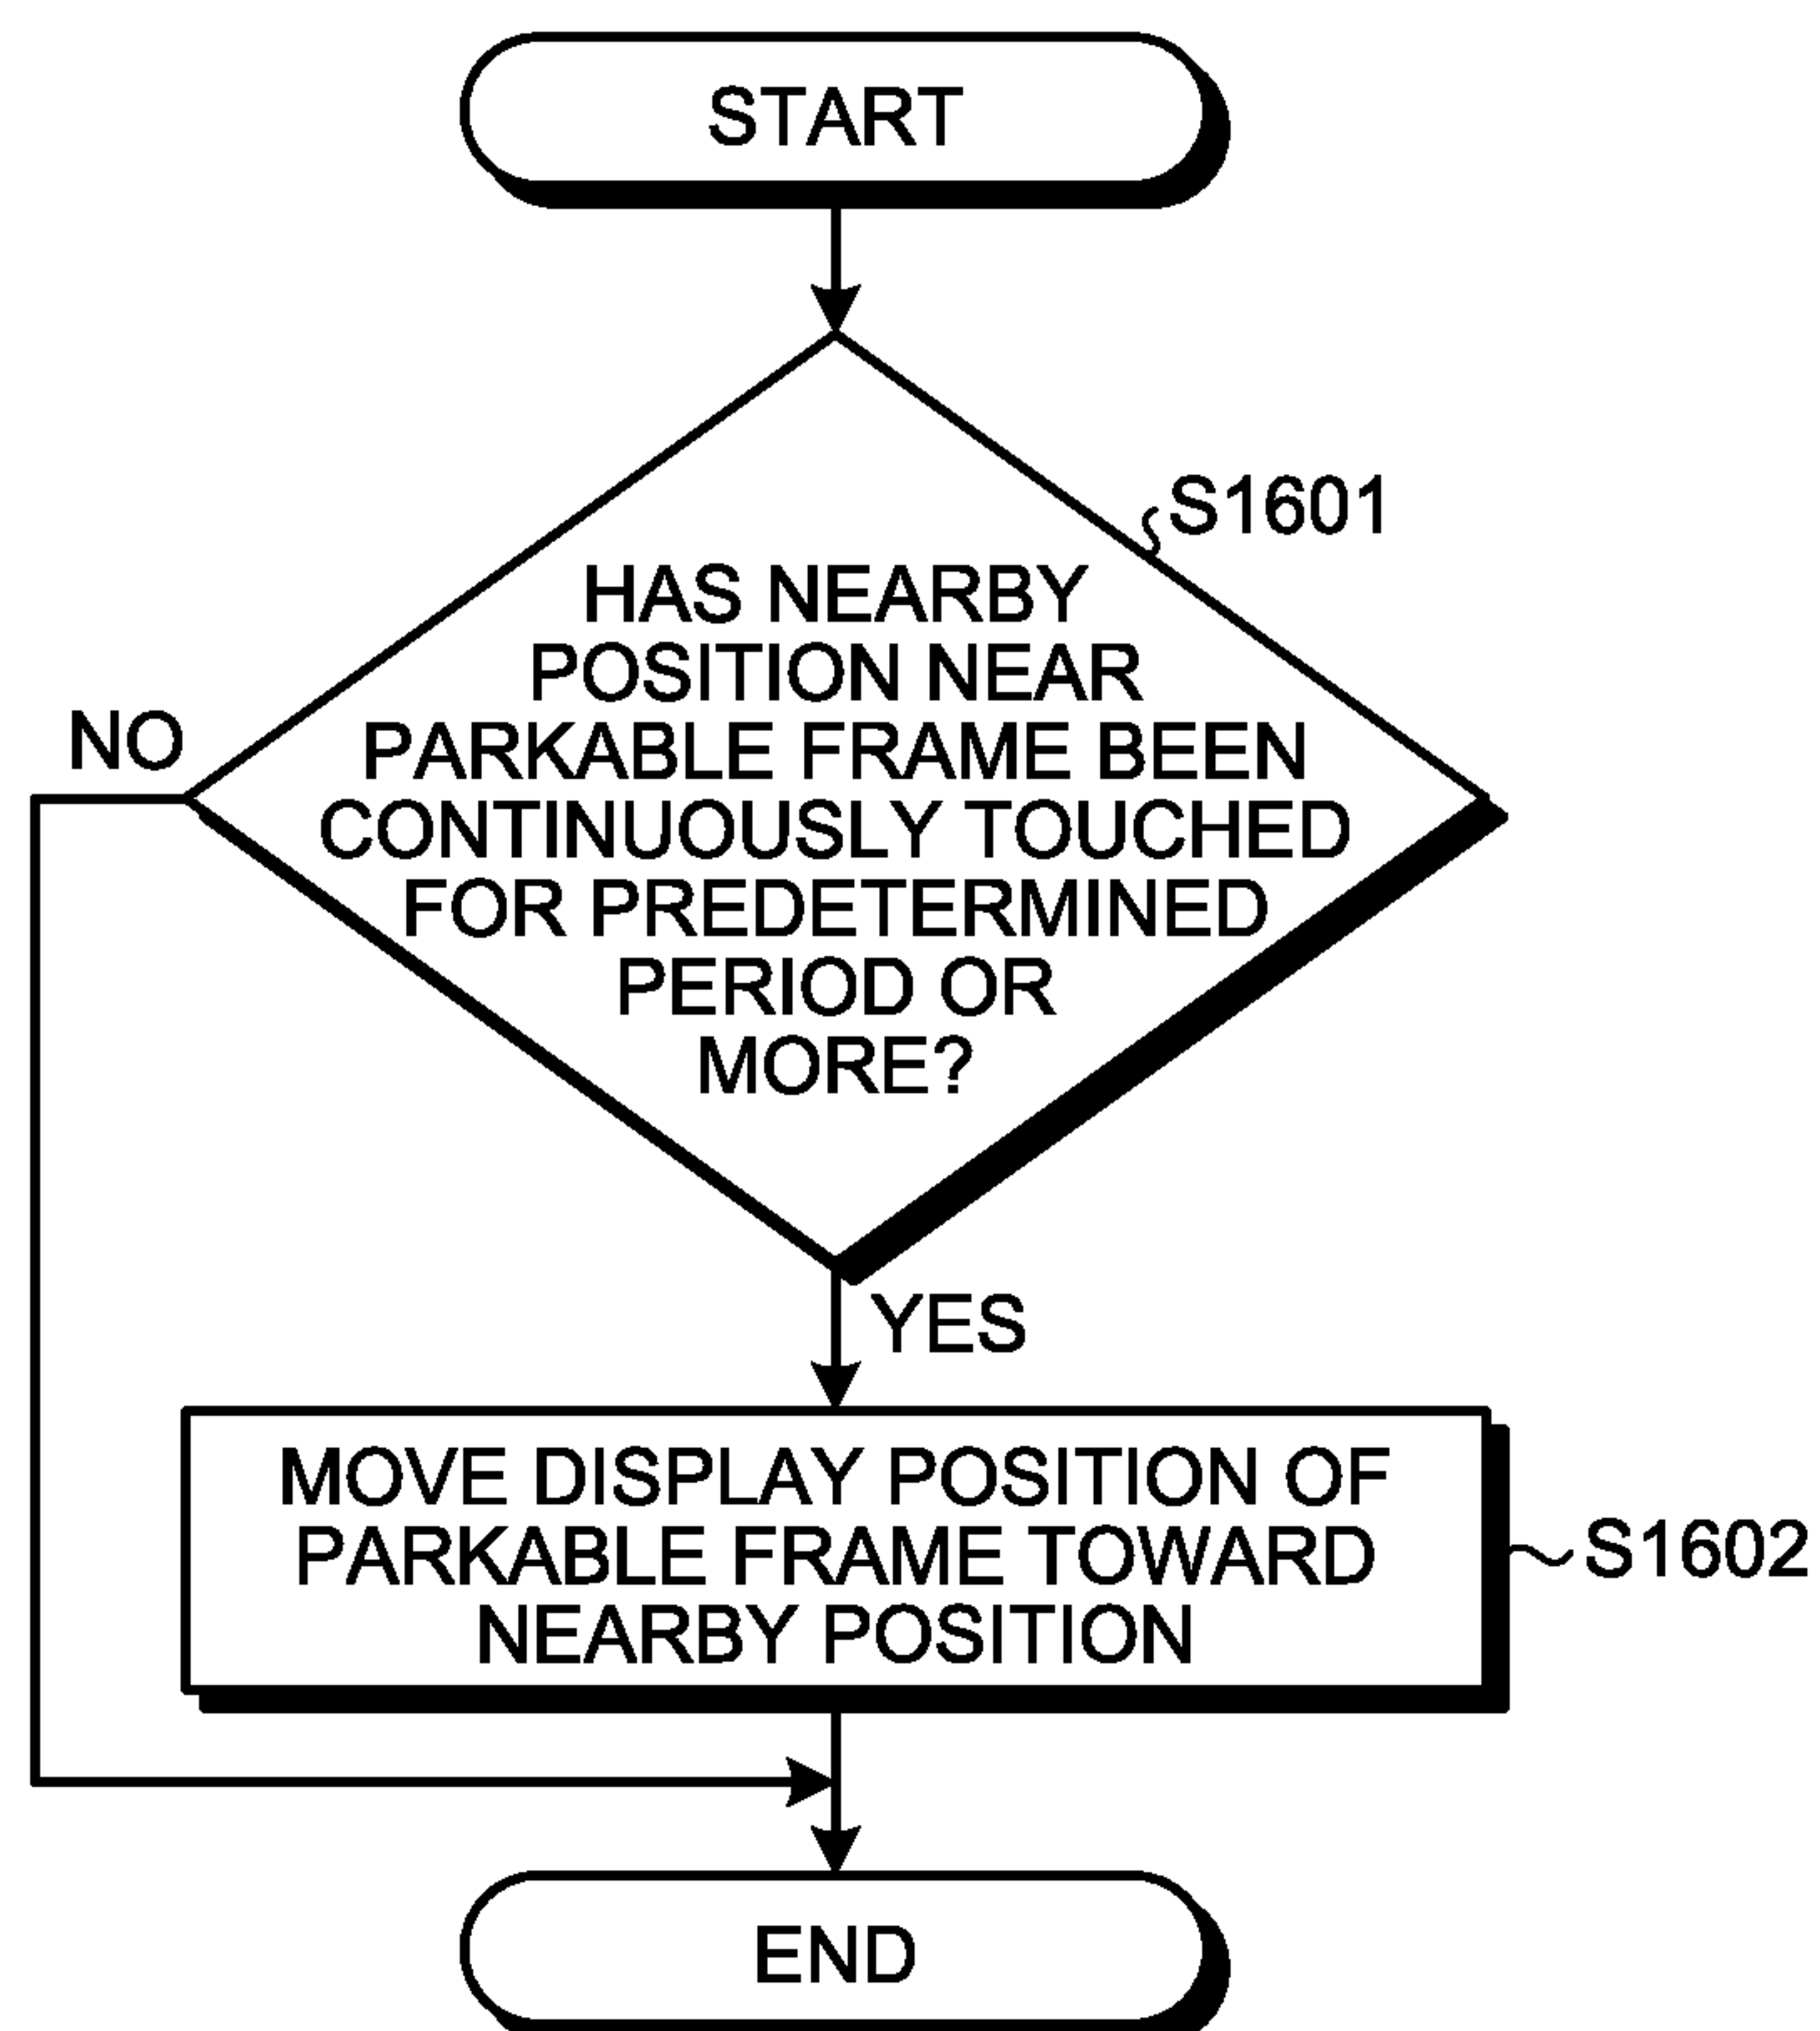 START
S1601
HAS NEARBY
POSITION NEAR
PARKABLE FRAME BEEN
CONTINUOUSLY TOUCHED
FOR PREDETERMINED
PERIOD OR
MORE?
NO
YES
MOVE DISPLAY POSITION OF
PARKABLE FRAME TOWARD
NEARBY POSITION
S1602
END